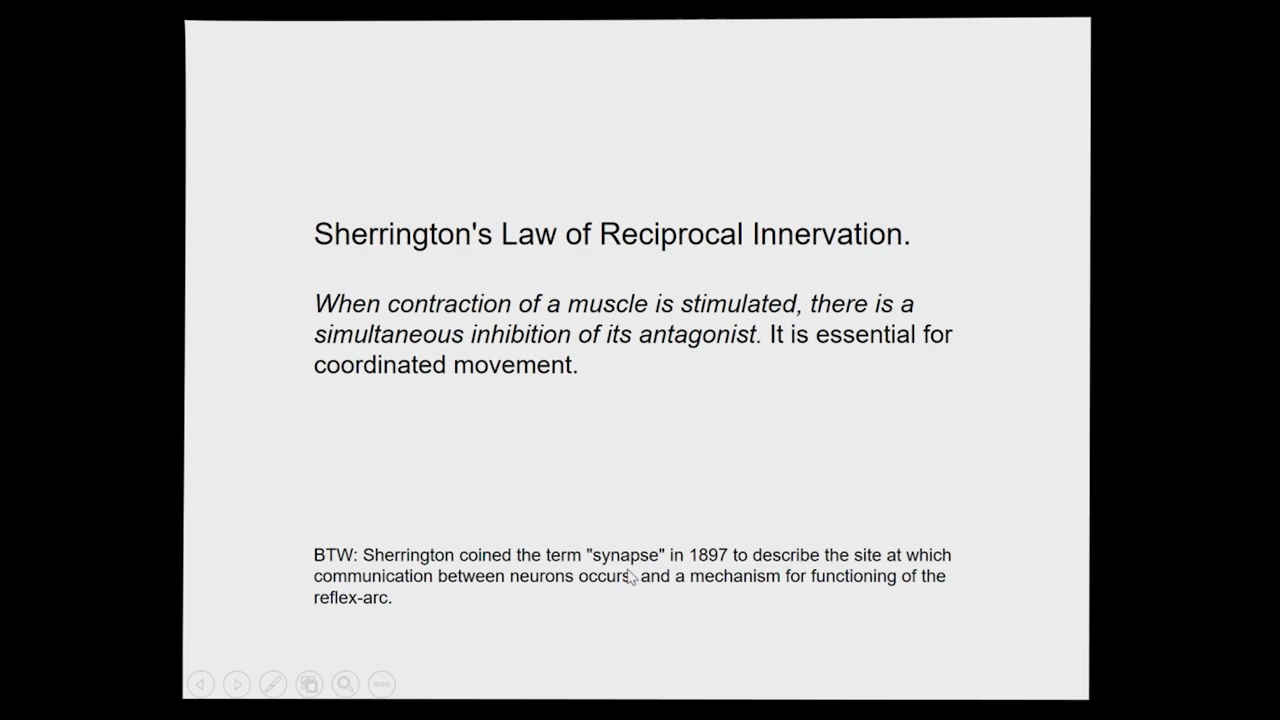 Sherrington's Law of Reciprocal Innervation.
When contraction of a muscle is stimulated, there is a
simultaneous inhibition of its antagonist. It is essential for
coordinated movement.
BTW: Sherrington coined the term "synapse" in 1897 to describe the site at which
communication between neurons occurs, and a mechanism for functioning of the
reflex-arc.